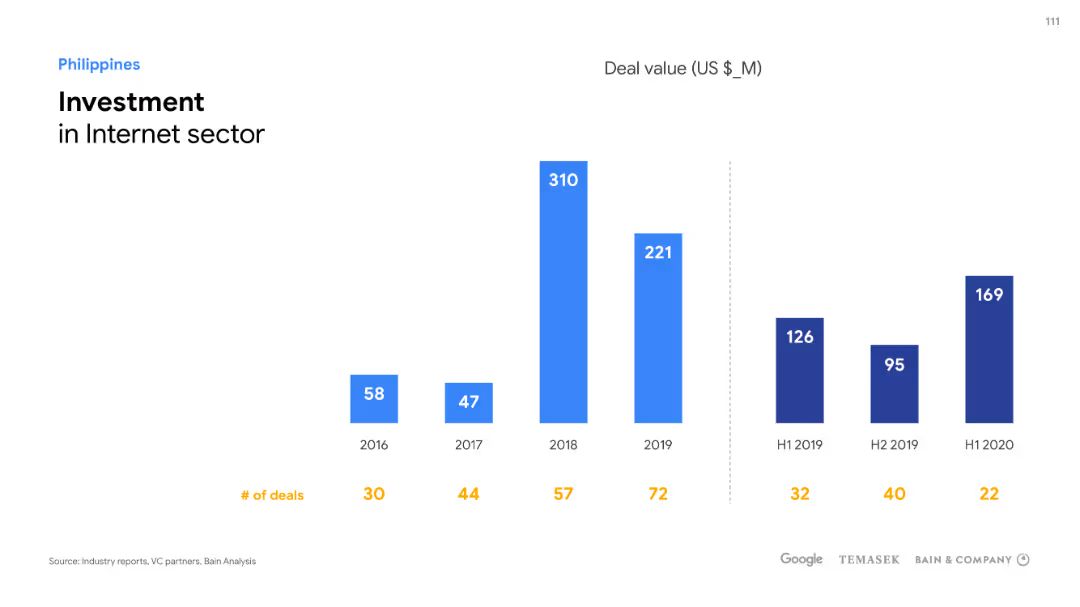 111
Philippines
Investment
in Internet sector
Deal value (US $_M)
58 47 310 221 126 95 169
2016 2017 2018 2019 H1 2019 H2 2019 H1 2020
# of deals 30 44 57 72 32 40 22
Source: Industry reports, VC partners, Bain Analysis
Google TEMASEK BAIN & COMPANY